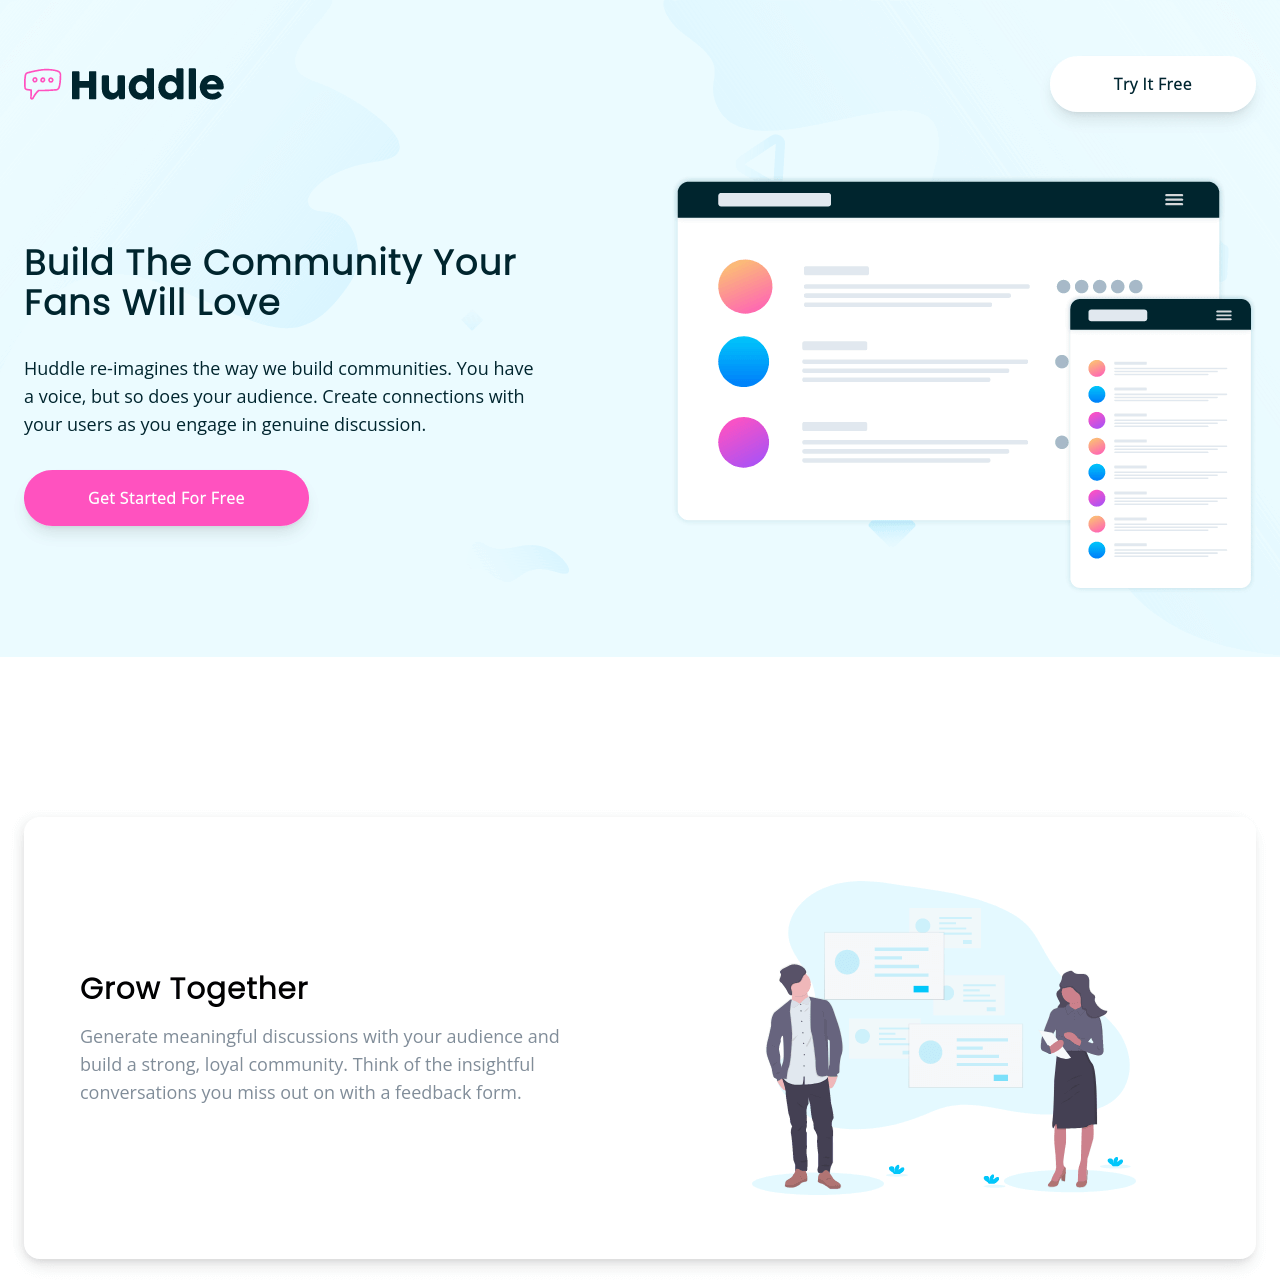 Huddle
Try It Free
Build The Community Your
Fans Will Love
Huddle re-imagines the way we build communities. You have
a voice, but so does your audience. Create connections with
your users as you engage in genuine discussion.
Get Started For Free
Grow Together
Generate meaningful discussions with your audience and
build a strong, loyal community. Think of the insightful
conversations you miss out on with a feedback form.